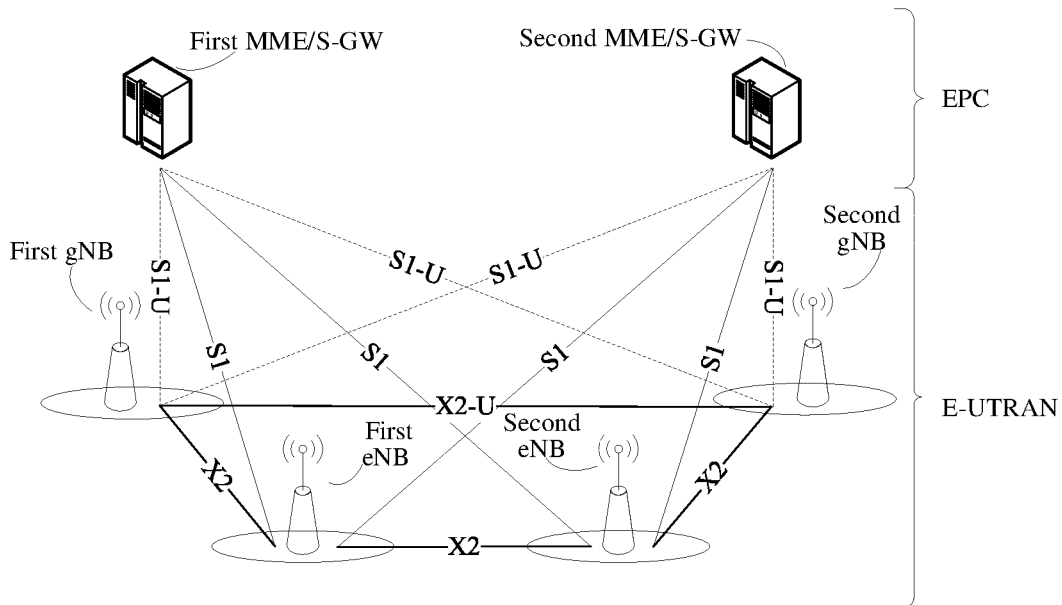 First MME/S-GW
Second MME/S-GW
EPC
First gNB
Second
gNB
S1-U
S1-U
S1-U
S1-U
S1
S1
S1
S1
X2-U
E-UTRAN
First
eNB
Second
eNB
X2
X2
X2